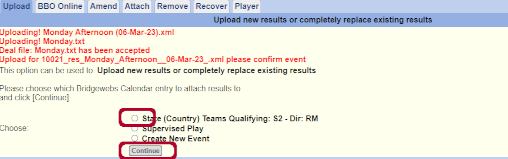 Upload BBO Online Amend Attach Remove Recover Player
Upload new results or completely replace existing results
Uploading! Monday Afternoon (06-Mar-23).xml
Uploading! Monday.txt
Deal file: Monday.txt has been accepted
Upload for 10021_res_Monday_Afternoon__06-Mar-23_.xml please confirm event
This option can be used to Upload new results or completely replace existing results
Please choose which Bridgewebs Calendar entry to attach results to
and click [Continue]
State (Country) Teams Qualifying: S2 - Dir: RM
Choose: Supervised Play
Create New Event
Continue